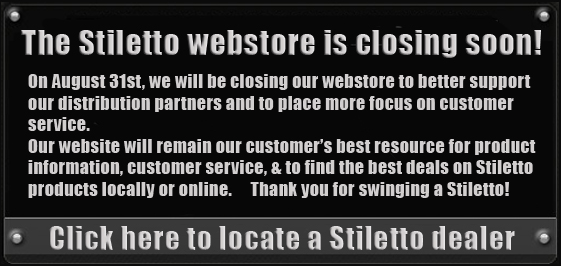 The Stiletto webstore is closing soon!
On August 31st, we will be closing our webstore to better support
our distribution partners and to place more focus on customer
service.
Our website will remain our customer's best resource for product
information, customer service, & to find the best deals on Stiletto
products locally or online. Thank you for swinging a Stiletto!
Click here to locate a Stiletto dealer